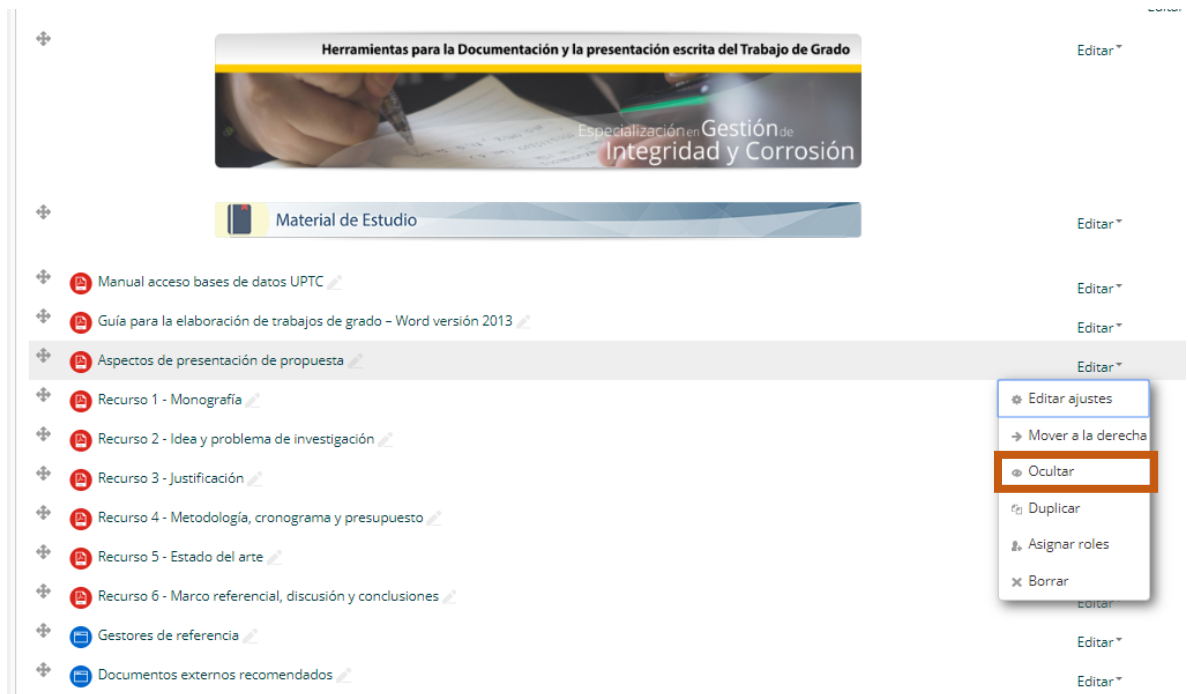 Herramientas para la Documentación y la presentación escrita del Trabajo de Grado
Editar
Especialización en Gestión de
Integridad y Corrosión
Material de Estudio
Editar
Manual acceso bases de datos UPTC
Editar
Guía para la elaboración de trabajos de grado – Word versión 2013
Editar
Aspectos de presentación de propuesta
Editar
Recurso 1 - Monografía
Editar ajustes
Recurso 2 - Idea y problema de investigación
Mover a la derecha
Recurso 3 - Justificación
Ocultar
Recurso 4 - Metodología, cronograma y presupuesto
Duplicar
Recurso 5 - Estado del arte
Asignar roles
Recurso 6 - Marco referencial, discusión y conclusiones
Borrar
Editar
Gestores de referencia
Editar
Documentos externos recomendados
Editar